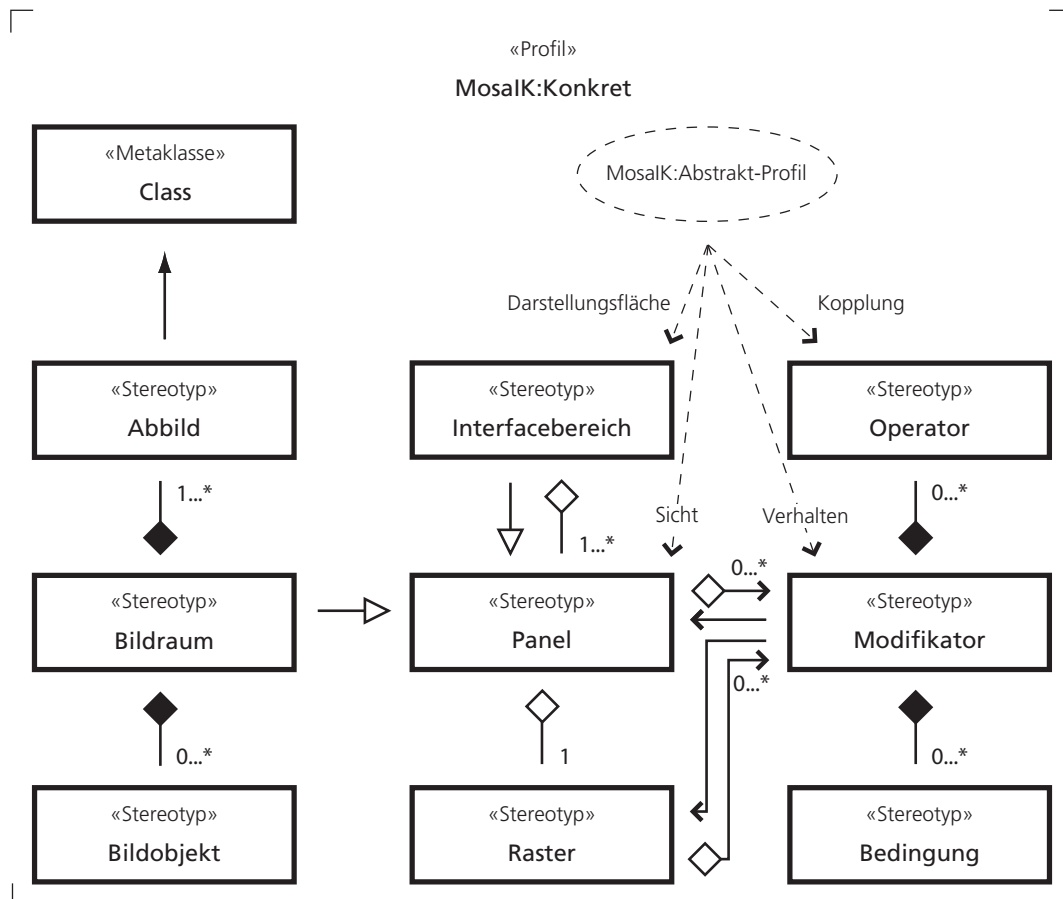 «Profil»
MosaIK:Konkret
«Metaklasse»
Class
MosaIK:Abstrakt-Profil
Darstellungsfläche
Kopplung
«Stereotyp»
Abbild
«Stereotyp»
Interfacebereich
«Stereotyp»
Operator
1...*
1...*
Sicht
Verhalten
0...*
0...*
«Stereotyp»
Bildraum
«Stereotyp»
Panel
«Stereotyp»
Modifikator
0...*
0...*
1
0...*
«Stereotyp»
Bildobjekt
«Stereotyp»
Raster
«Stereotyp»
Bedingung